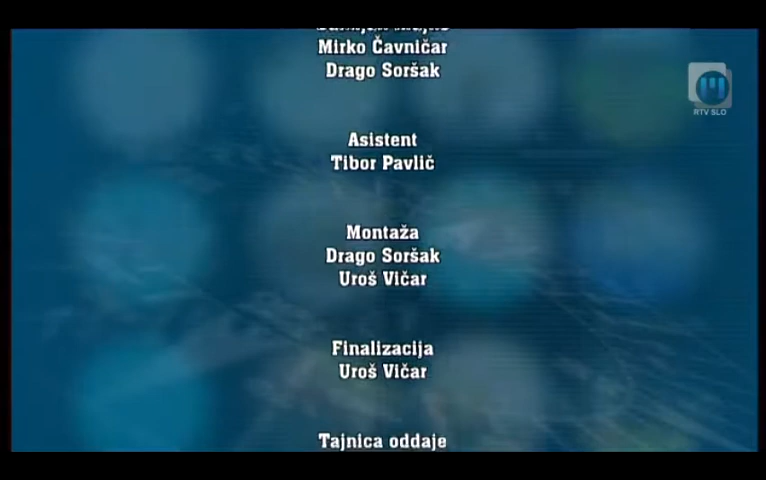 Mirko Čavničar
Drago Soršak
Asistent
Tibor Pavlič
Montaža
Drago Soršak
Uroš Vičar
Finalizacija
Uroš Vičar
Tajnica oddaje
RTV SLO